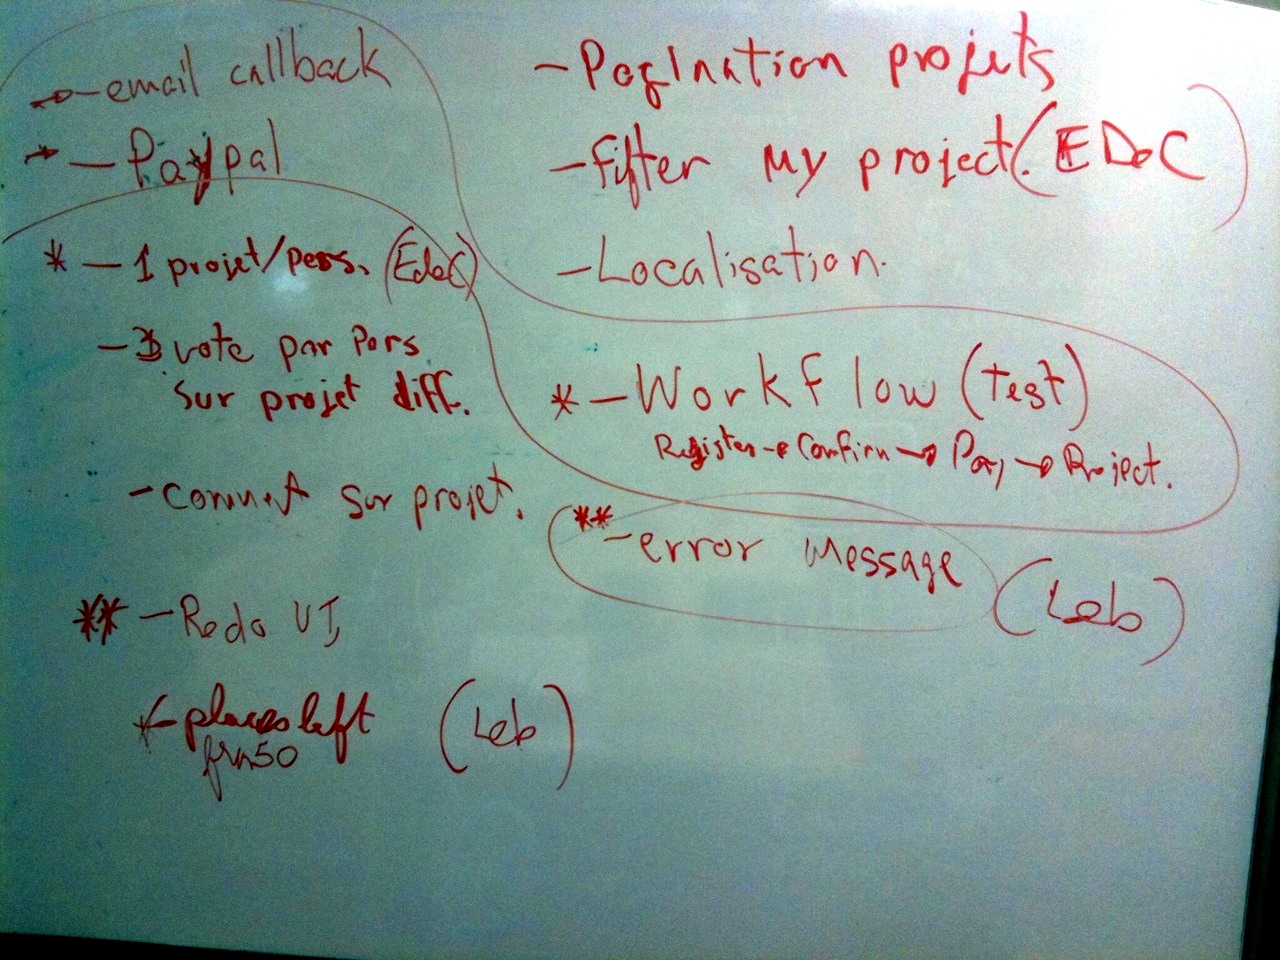 - email callback
- Paypal
* - 1 projet/pers. (EdoC)
- 3 vote par Pers
sur projet diff.
- comment sur projet.
** - Redo UI
- places left (Leb)
50
- Pagination projets
- Filter my project. (EDoC)
- Localisation.
* - Workflow (Test)
Register → Confirm → Pay → Project.
** - error message (Leb)